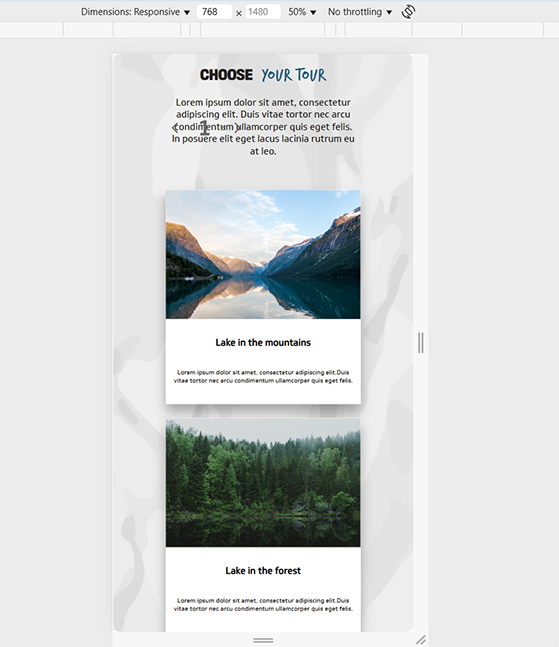 Dimensions: Responsive ▼ 768 × 1480 50% ▼ No throttling ▼
CHOOSE YOUR TOUR
Lorem ipsum dolor sit amet, consectetur
adipiscing elit. Duis vitae tortor nec arcu
condimentum ullamcorper quis eget felis.
< 1 >
In posuere elit eget lacus lacinia rutrum eu
at leo.
Lake in the mountains
Lorem ipsum dolor sit amet, consectetur adipiscing elit.Duis
vitae tortor nec arcu condimentum ullamcorper quis eget felis.
Lake in the forest
Lorem ipsum dolor sit amet, consectetur adipiscing elit.Duis
vitae tortor nec arcu condimentum ullamcorper quis eget felis.